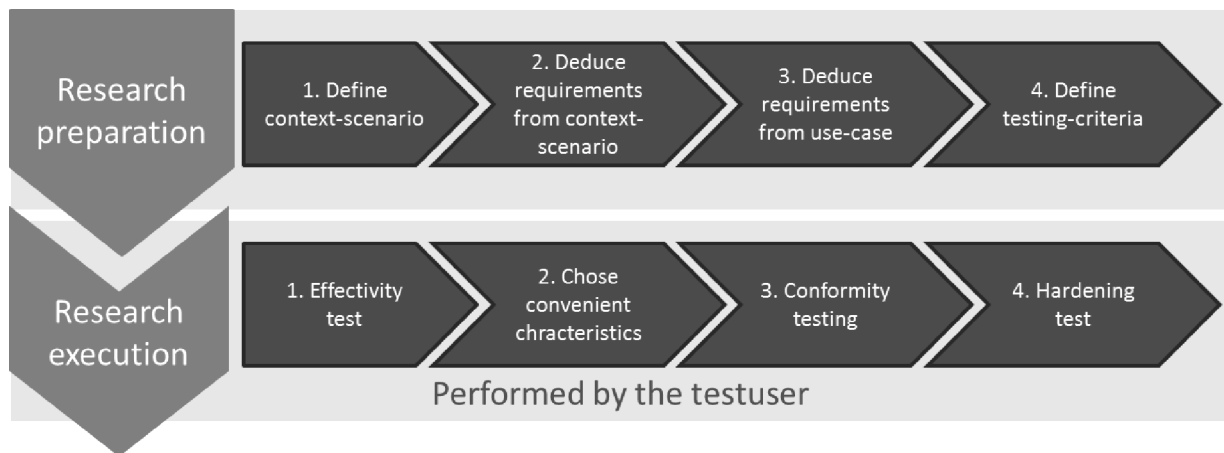 Research
preparation
1. Define
context-scenario
2. Deduce
requirements
from context-
scenario
3. Deduce
requirements
from use-case
4. Define
testing-criteria
Research
execution
1. Effectivity
test
2. Chose
convenient
chracteristics
3. Conformity
testing
4. Hardening
test
Performed by the testuser